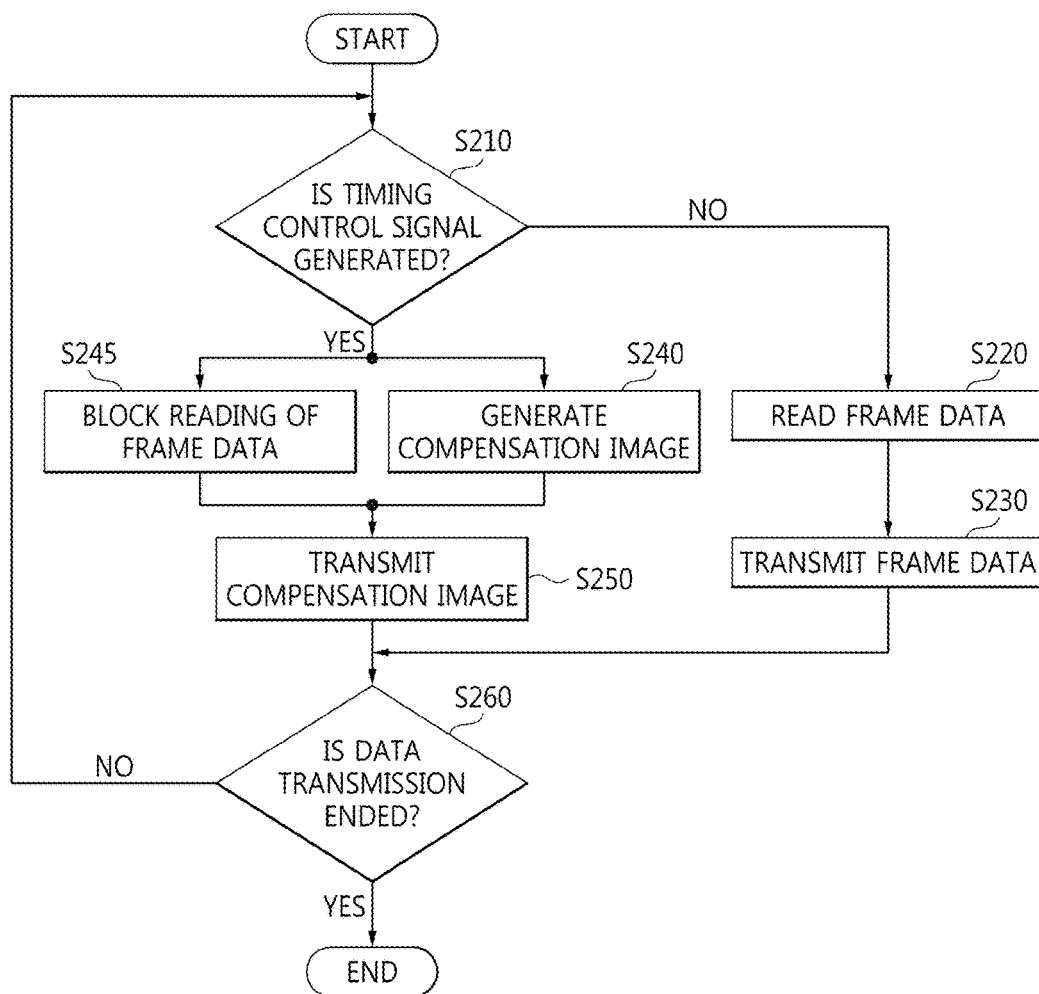 START
S210
IS TIMING
CONTROL SIGNAL
GENERATED?
NO
YES
S245
S240
S220
BLOCK READING OF
FRAME DATA
GENERATE
COMPENSATION IMAGE
READ FRAME DATA
S230
TRANSMIT
COMPENSATION IMAGE
S250
TRANSMIT FRAME DATA
S260
IS DATA
TRANSMISSION
ENDED?
NO
YES
END